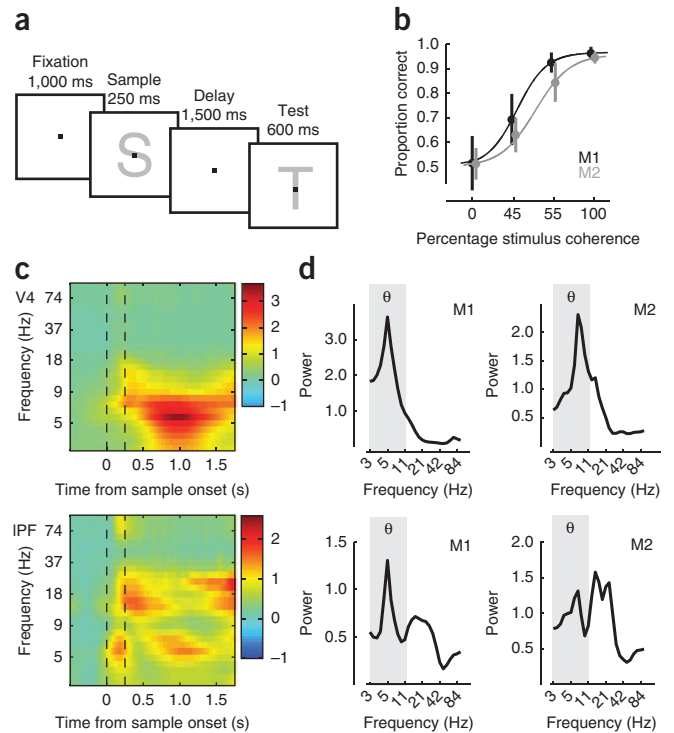 a
Fixation
1,000 ms
Sample
250 ms
Delay
1,500 ms
Test
600 ms
S
T
b
Proportion correct
1.0
0.9
0.8
0.7
0.6
0.5
M1
M2
0 45 55 100
Percentage stimulus coherence
c
V4
Frequency (Hz)
74
37
18
9
5
3
2
1
0
–1
0 0.5 1.0 1.5
Time from sample onset (s)
lPF
Frequency (Hz)
74
37
18
9
5
2
1
0
–1
0 0.5 1.0 1.5
Time from sample onset (s)
d
θ
M1
Power
3.0
2.0
1.0
3 5 11 21 42 84
Frequency (Hz)
θ
M2
Power
2.0
1.5
1.0
0.5
3 5 11 21 42 84
Frequency (Hz)
θ
M1
Power
1.5
1.0
0.5
3 5 11 21 42 84
Frequency (Hz)
θ
M2
Power
2.0
1.5
1.0
0.5
3 5 11 21 42 84
Frequency (Hz)